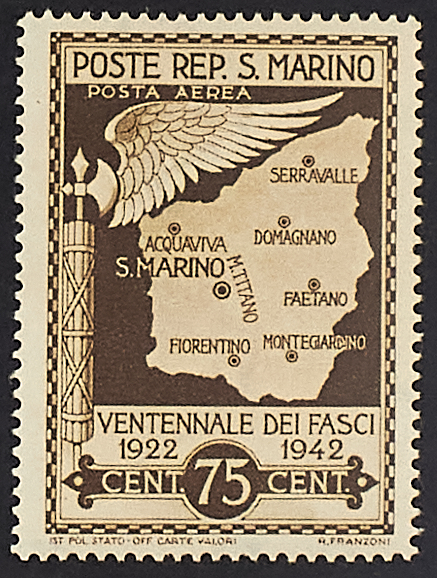 POSTE REP. S. MARINO
POSTA AEREA
SERRAVALLE
ACQUAVIVA
DOMAGNANO
S. MARINO
M. TITANO
FAETANO
FIORENTINO
MONTEGIARDINO
VENTENNALE DEI FASCI
1922 1942
CENT. 75 CENT.
IST. POL. STATO-OFF. CARTE VALORI R. FRANZONI